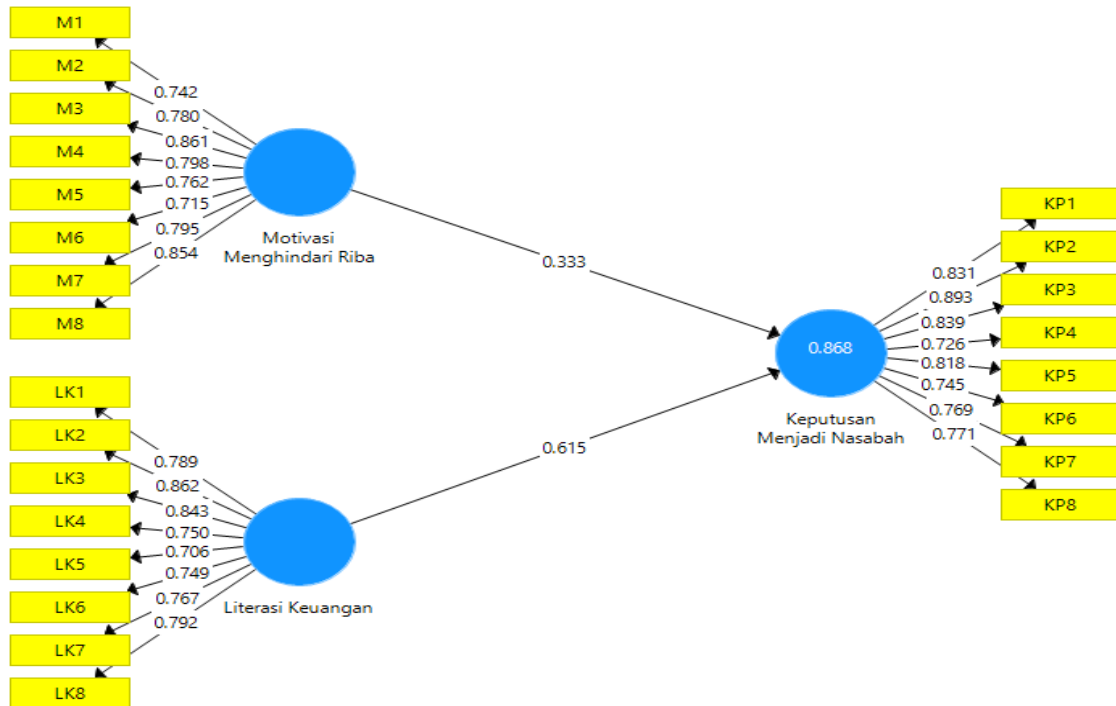 M1
M2
M3
M4
M5
M6
M7
M8
0.742
0.780
0.861
0.798
0.762
0.715
0.795
0.854
Motivasi
Menghindari Riba
LK1
LK2
LK3
LK4
LK5
LK6
LK7
LK8
0.789
0.862
0.843
0.750
0.706
0.749
0.767
0.792
Literasi Keuangan
0.333
0.615
0.868
Keputusan
Menjadi Nasabah
0.831
0.893
0.839
0.726
0.818
0.745
0.769
0.771
KP1
KP2
KP3
KP4
KP5
KP6
KP7
KP8